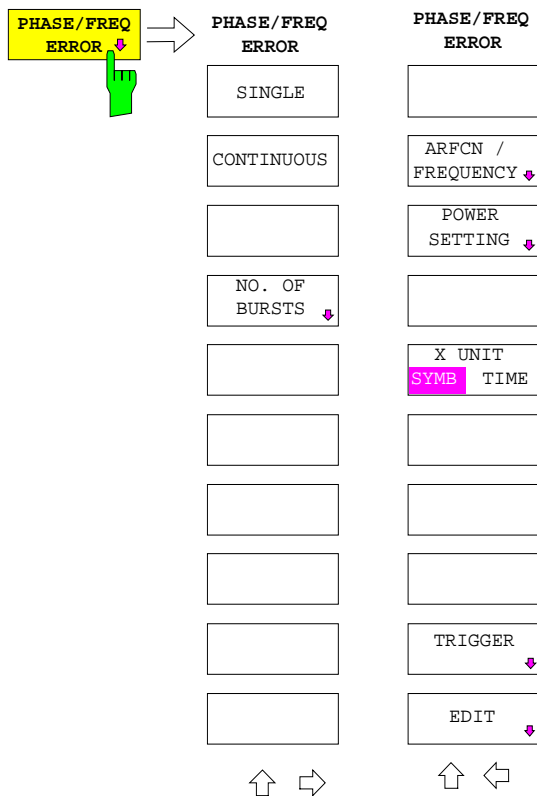 PHASE/FREQ
ERROR
PHASE/FREQ
ERROR
SINGLE
CONTINUOUS
NO. OF
BURSTS
PHASE/FREQ
ERROR
ARFCN /
FREQUENCY
POWER
SETTING
X UNIT
SYMB TIME
TRIGGER
EDIT